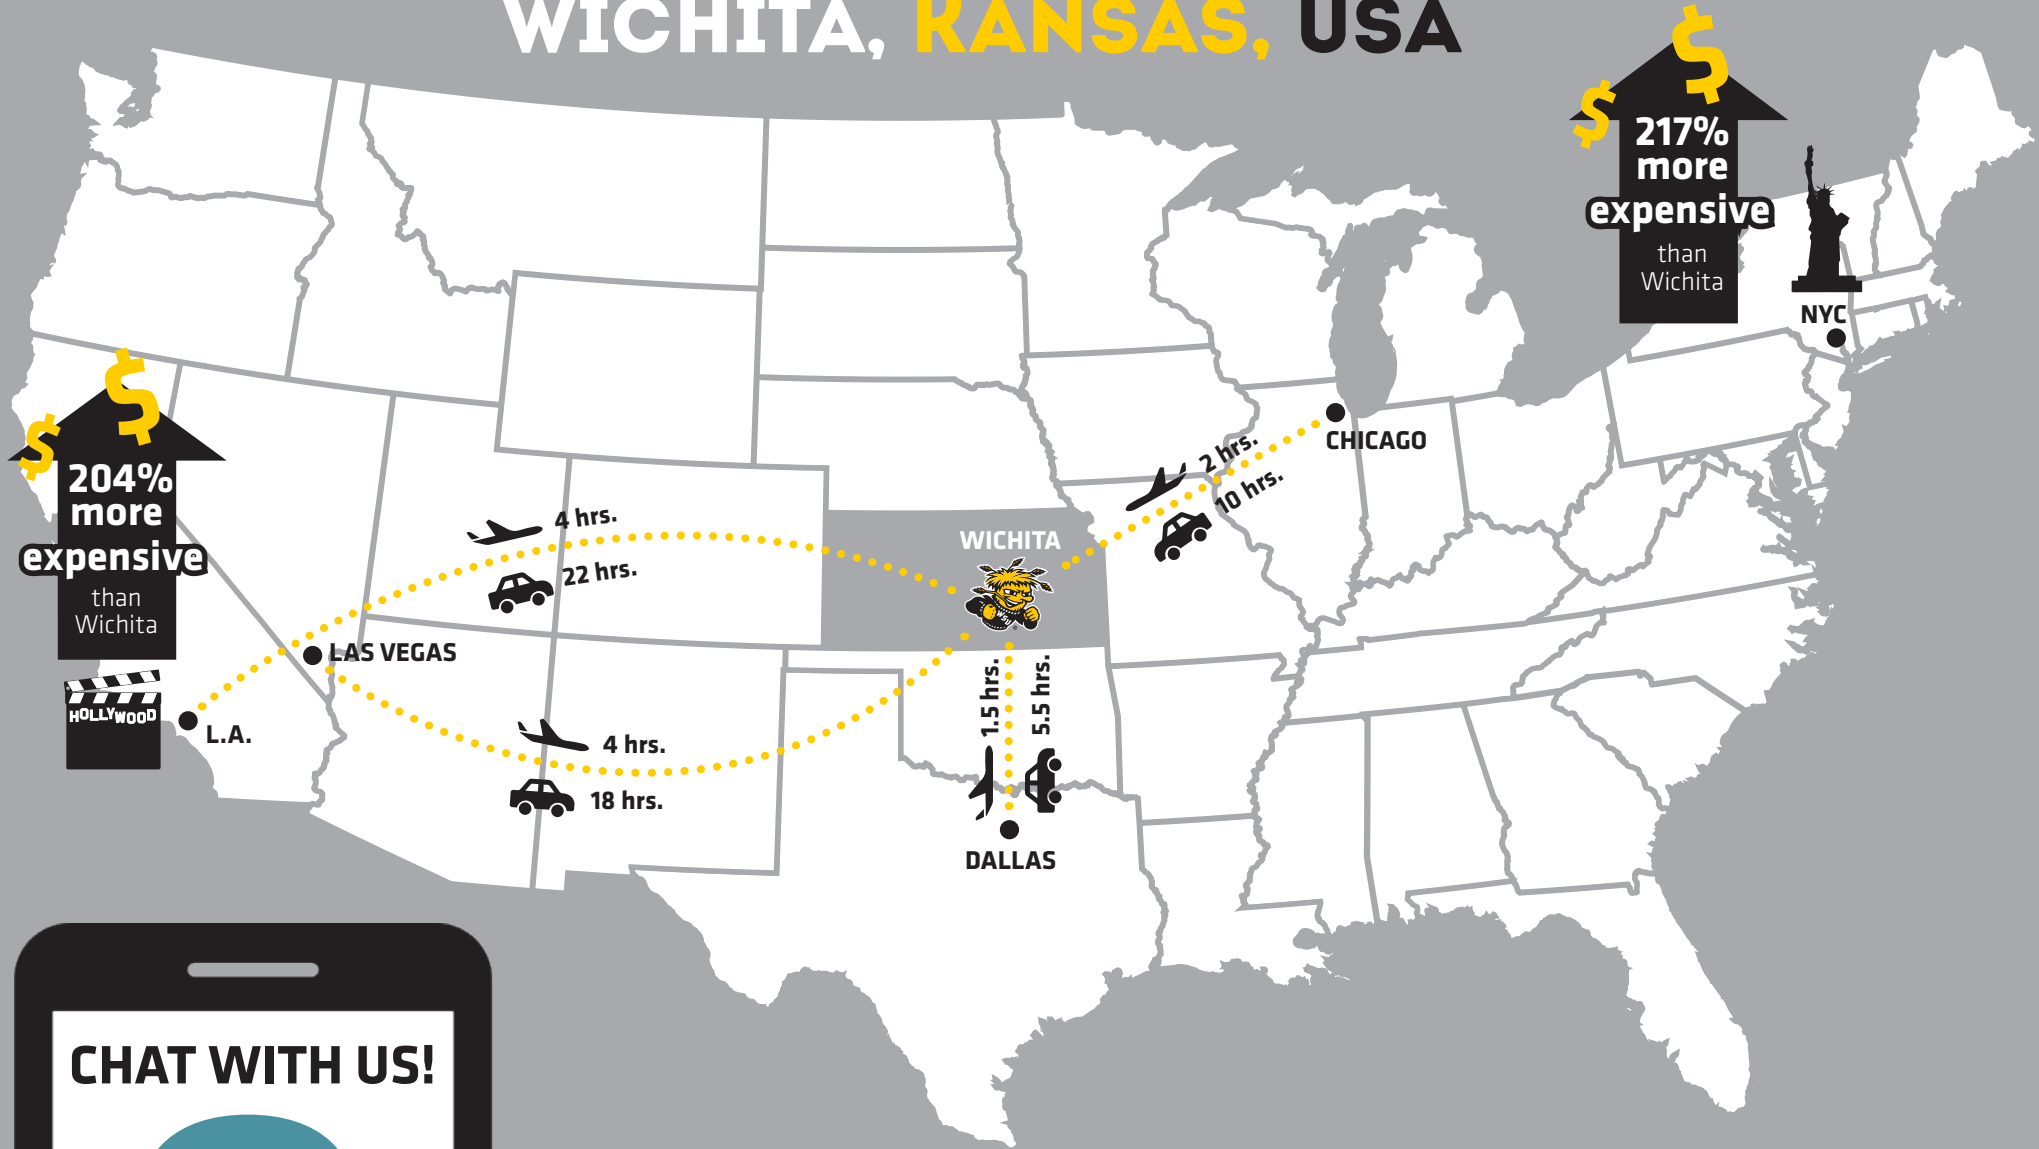 WICHITA, KANSAS, USA
217%
more
expensive
than
Wichita
NYC
204%
more
expensive
than
Wichita
HOLLYWOOD
L.A.
LAS VEGAS
4 hrs.
22 hrs.
4 hrs.
18 hrs.
WICHITA
WSU
2 hrs.
10 hrs.
CHICAGO
1.5 hrs.
5.5 hrs.
DALLAS
CHAT WITH US!